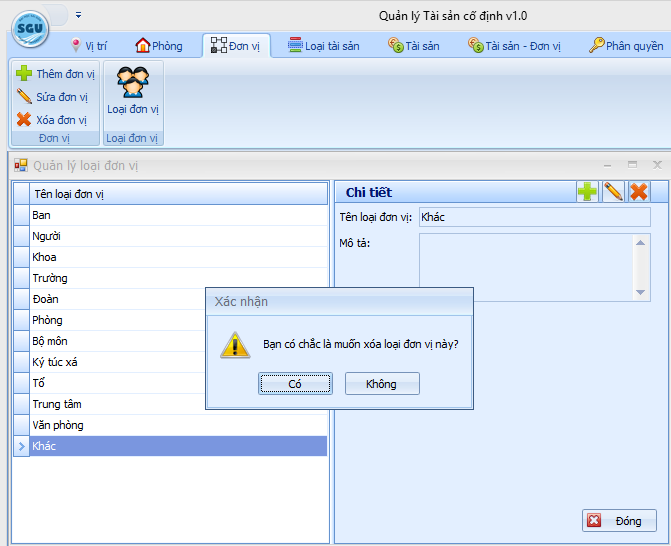 Quản lý Tài sản cố định v1.0
SGU
Vị trí
Phòng
Đơn vị
Loại tài sản
Tài sản
Tài sản - Đơn vị
Phân quyền
Thêm đơn vị
Sửa đơn vị
Xóa đơn vị
Đơn vị
Loại đơn vị
Loại đơn vị
Quản lý loại đơn vị
Tên loại đơn vị
Ban
Người
Khoa
Trường
Đoàn
Phòng
Bộ môn
Ký túc xá
Tổ
Trung tâm
Văn phòng
Khác
Chi tiết
Tên loại đơn vị: Khác
Mô tả:
Xác nhận
Bạn có chắc là muốn xóa loại đơn vị này?
Có
Không
Đóng